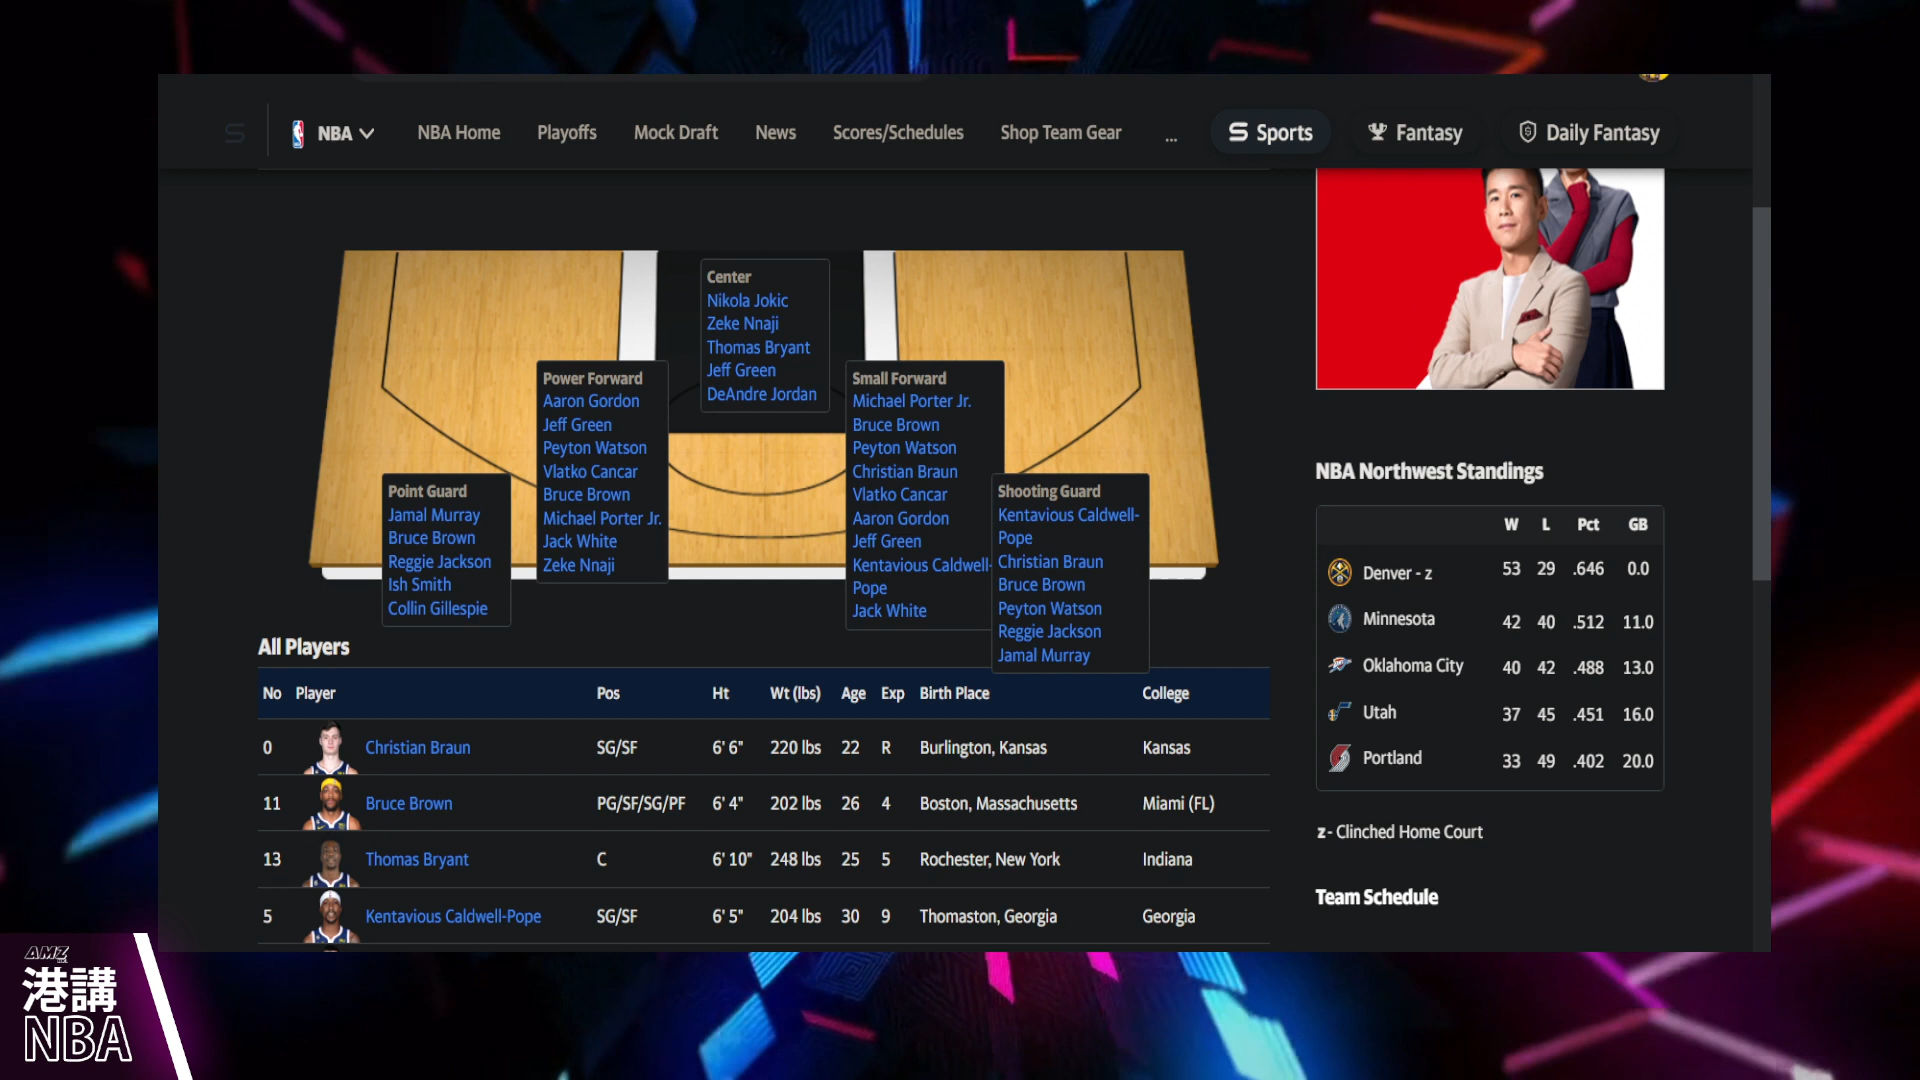 NBA
NBA Home
Playoffs
Mock Draft
News
Scores/Schedules
Shop Team Gear
...
Sports
Fantasy
Daily Fantasy
Center
Nikola Jokic
Zeke Nnaji
Thomas Bryant
Jeff Green
DeAndre Jordan
Power Forward
Aaron Gordon
Jeff Green
Peyton Watson
Vlatko Cancar
Bruce Brown
Michael Porter Jr.
Jack White
Zeke Nnaji
Small Forward
Michael Porter Jr.
Bruce Brown
Peyton Watson
Christian Braun
Vlatko Cancar
Aaron Gordon
Jeff Green
Kentavious Caldwell-
Pope
Jack White
Point Guard
Jamal Murray
Bruce Brown
Reggie Jackson
Ish Smith
Collin Gillespie
Shooting Guard
Kentavious Caldwell-
Pope
Christian Braun
Bruce Brown
Peyton Watson
Reggie Jackson
Jamal Murray
All Players
No Player Pos Ht Wt (lbs) Age Exp Birth Place College
0 Christian Braun SG/SF 6' 6" 220 lbs 22 R Burlington, Kansas Kansas
11 Bruce Brown PG/SF/SG/PF 6' 4" 202 lbs 26 4 Boston, Massachusetts Miami (FL)
13 Thomas Bryant C 6' 10" 248 lbs 25 5 Rochester, New York Indiana
5 Kentavious Caldwell-Pope SG/SF 6' 5" 204 lbs 30 9 Thomaston, Georgia Georgia
NBA Northwest Standings
W L Pct GB
Denver - z 53 29 .646 0.0
Minnesota 42 40 .512 11.0
Oklahoma City 40 42 .488 13.0
Utah 37 45 .451 16.0
Portland 33 49 .402 20.0
z - Clinched Home Court
Team Schedule
AMZ
港講
NBA